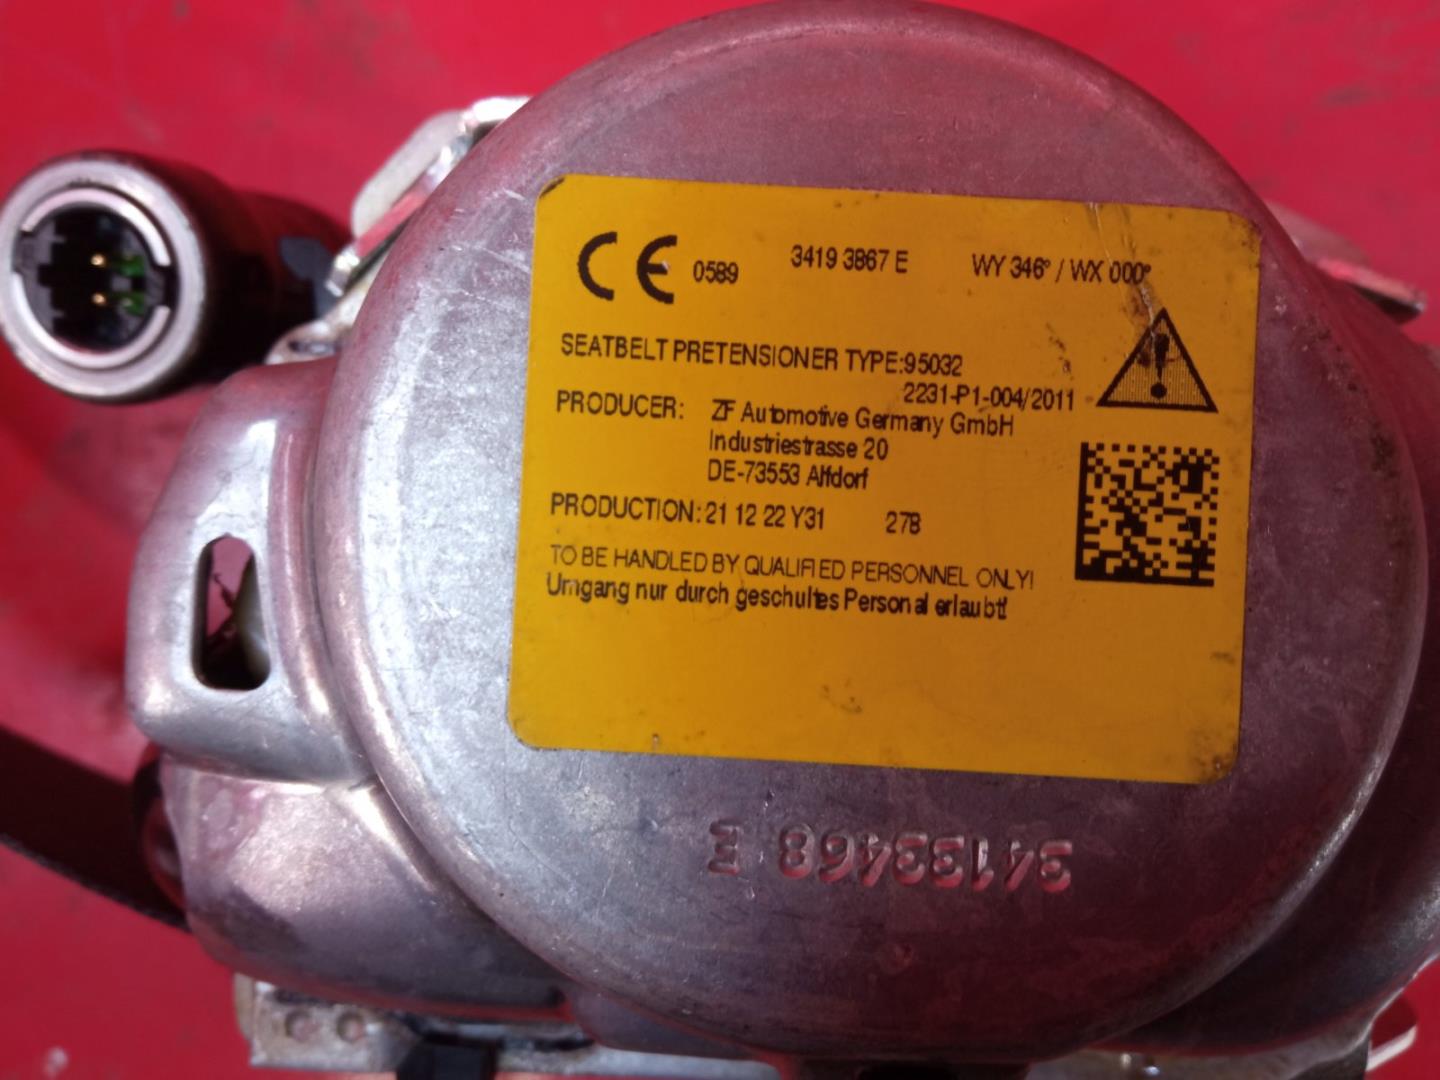 CE 0589 3419 3867 E WY 346° / WX 000°
SEATBELT PRETENSIONER TYPE:95032
2231-P1-004/2011
PRODUCER: ZF Automotive Germany GmbH
Industriestrasse 20
DE-73553 Alfdorf
PRODUCTION: 21 12 22 Y31 278
TO BE HANDLED BY QUALIFIED PERSONNEL ONLY!
Umgang nur durch geschultes Personal erlaubt!
34133468 E